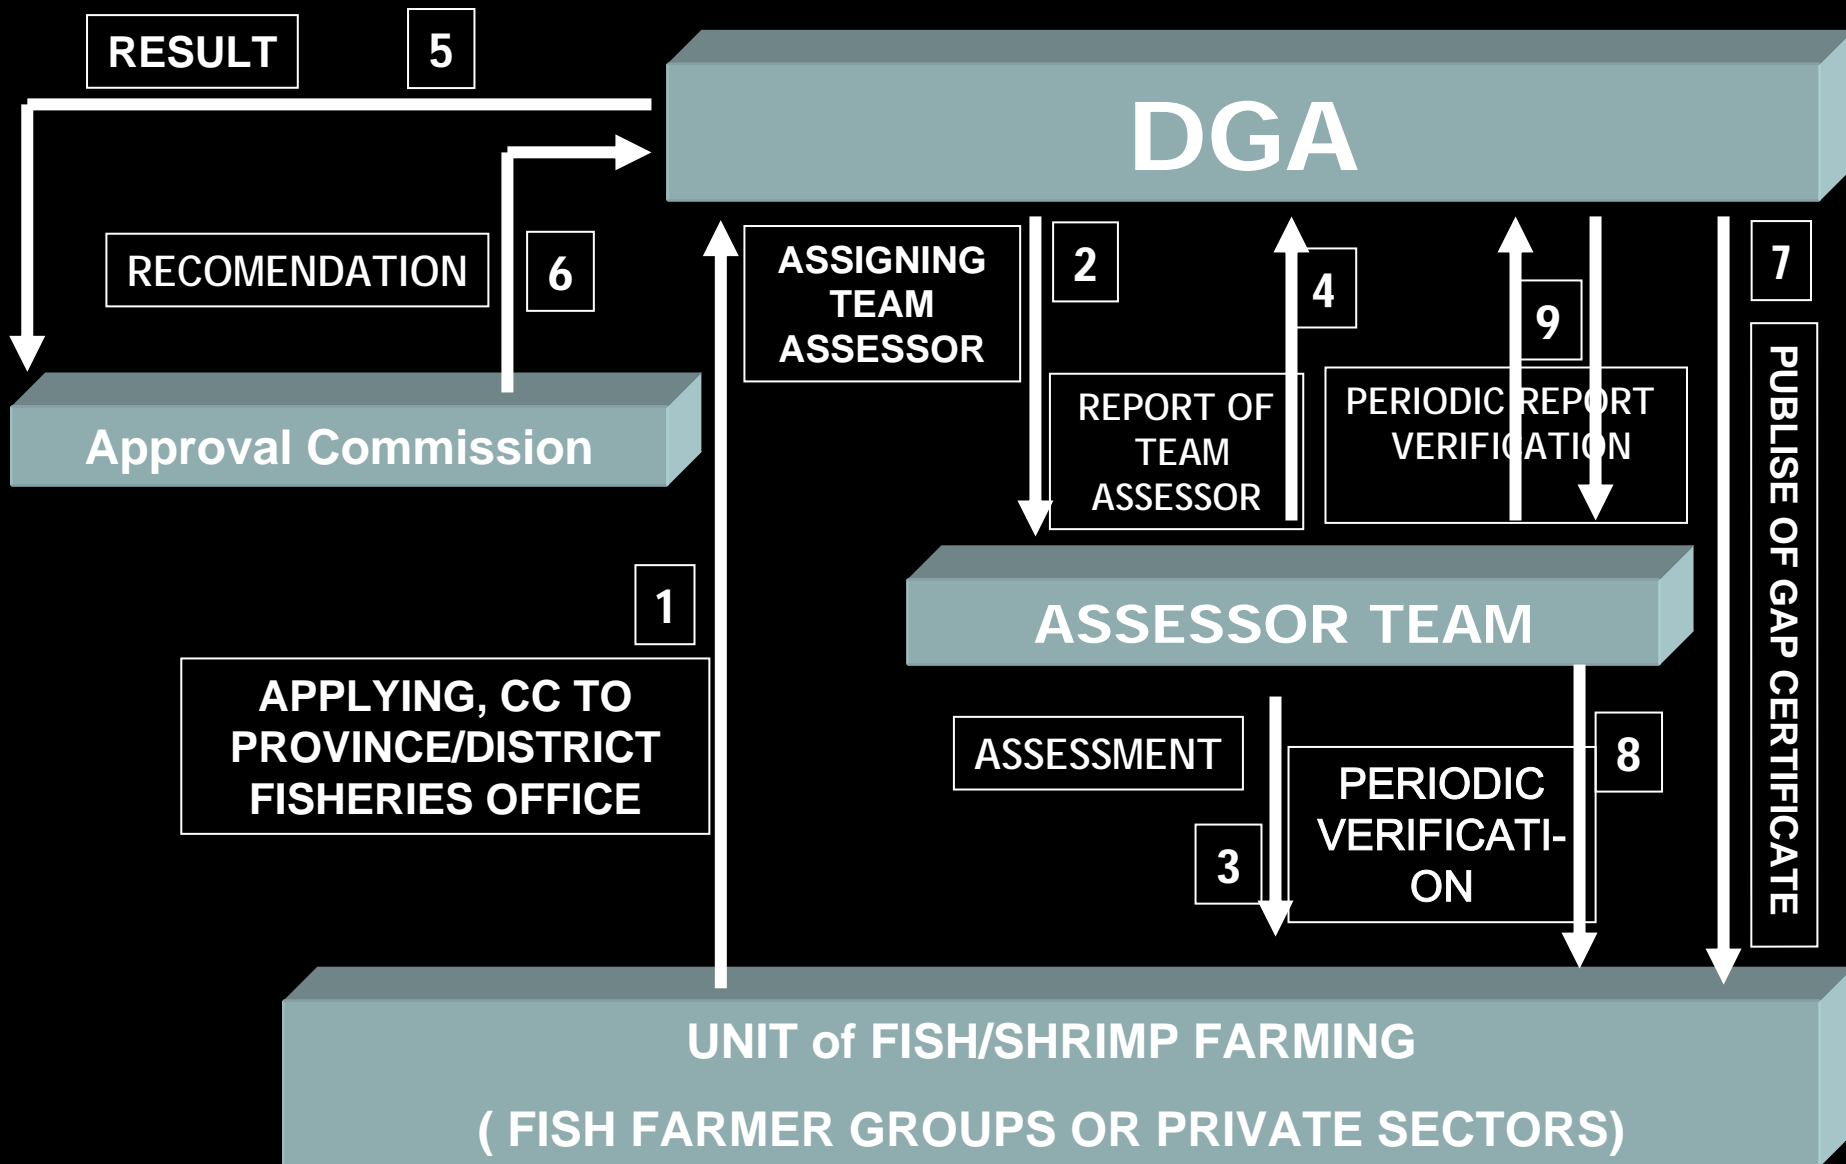 RESULT
5
DGA
RECOMENDATION
6
ASSIGNING
TEAM
ASSESSOR
2
4
9
7
REPORT OF
TEAM
ASSESSOR
PERIODIC REPORT
VERIFICATION
PUBLISE OF GAP CERTIFICATE
Approval Commission
1
ASSESSOR TEAM
APPLYING, CC TO
PROVINCE/DISTRICT
FISHERIES OFFICE
ASSESSMENT
3
PERIODIC
VERIFICATI-
ON
8
UNIT of FISH/SHRIMP FARMING
( FISH FARMER GROUPS OR PRIVATE SECTORS)